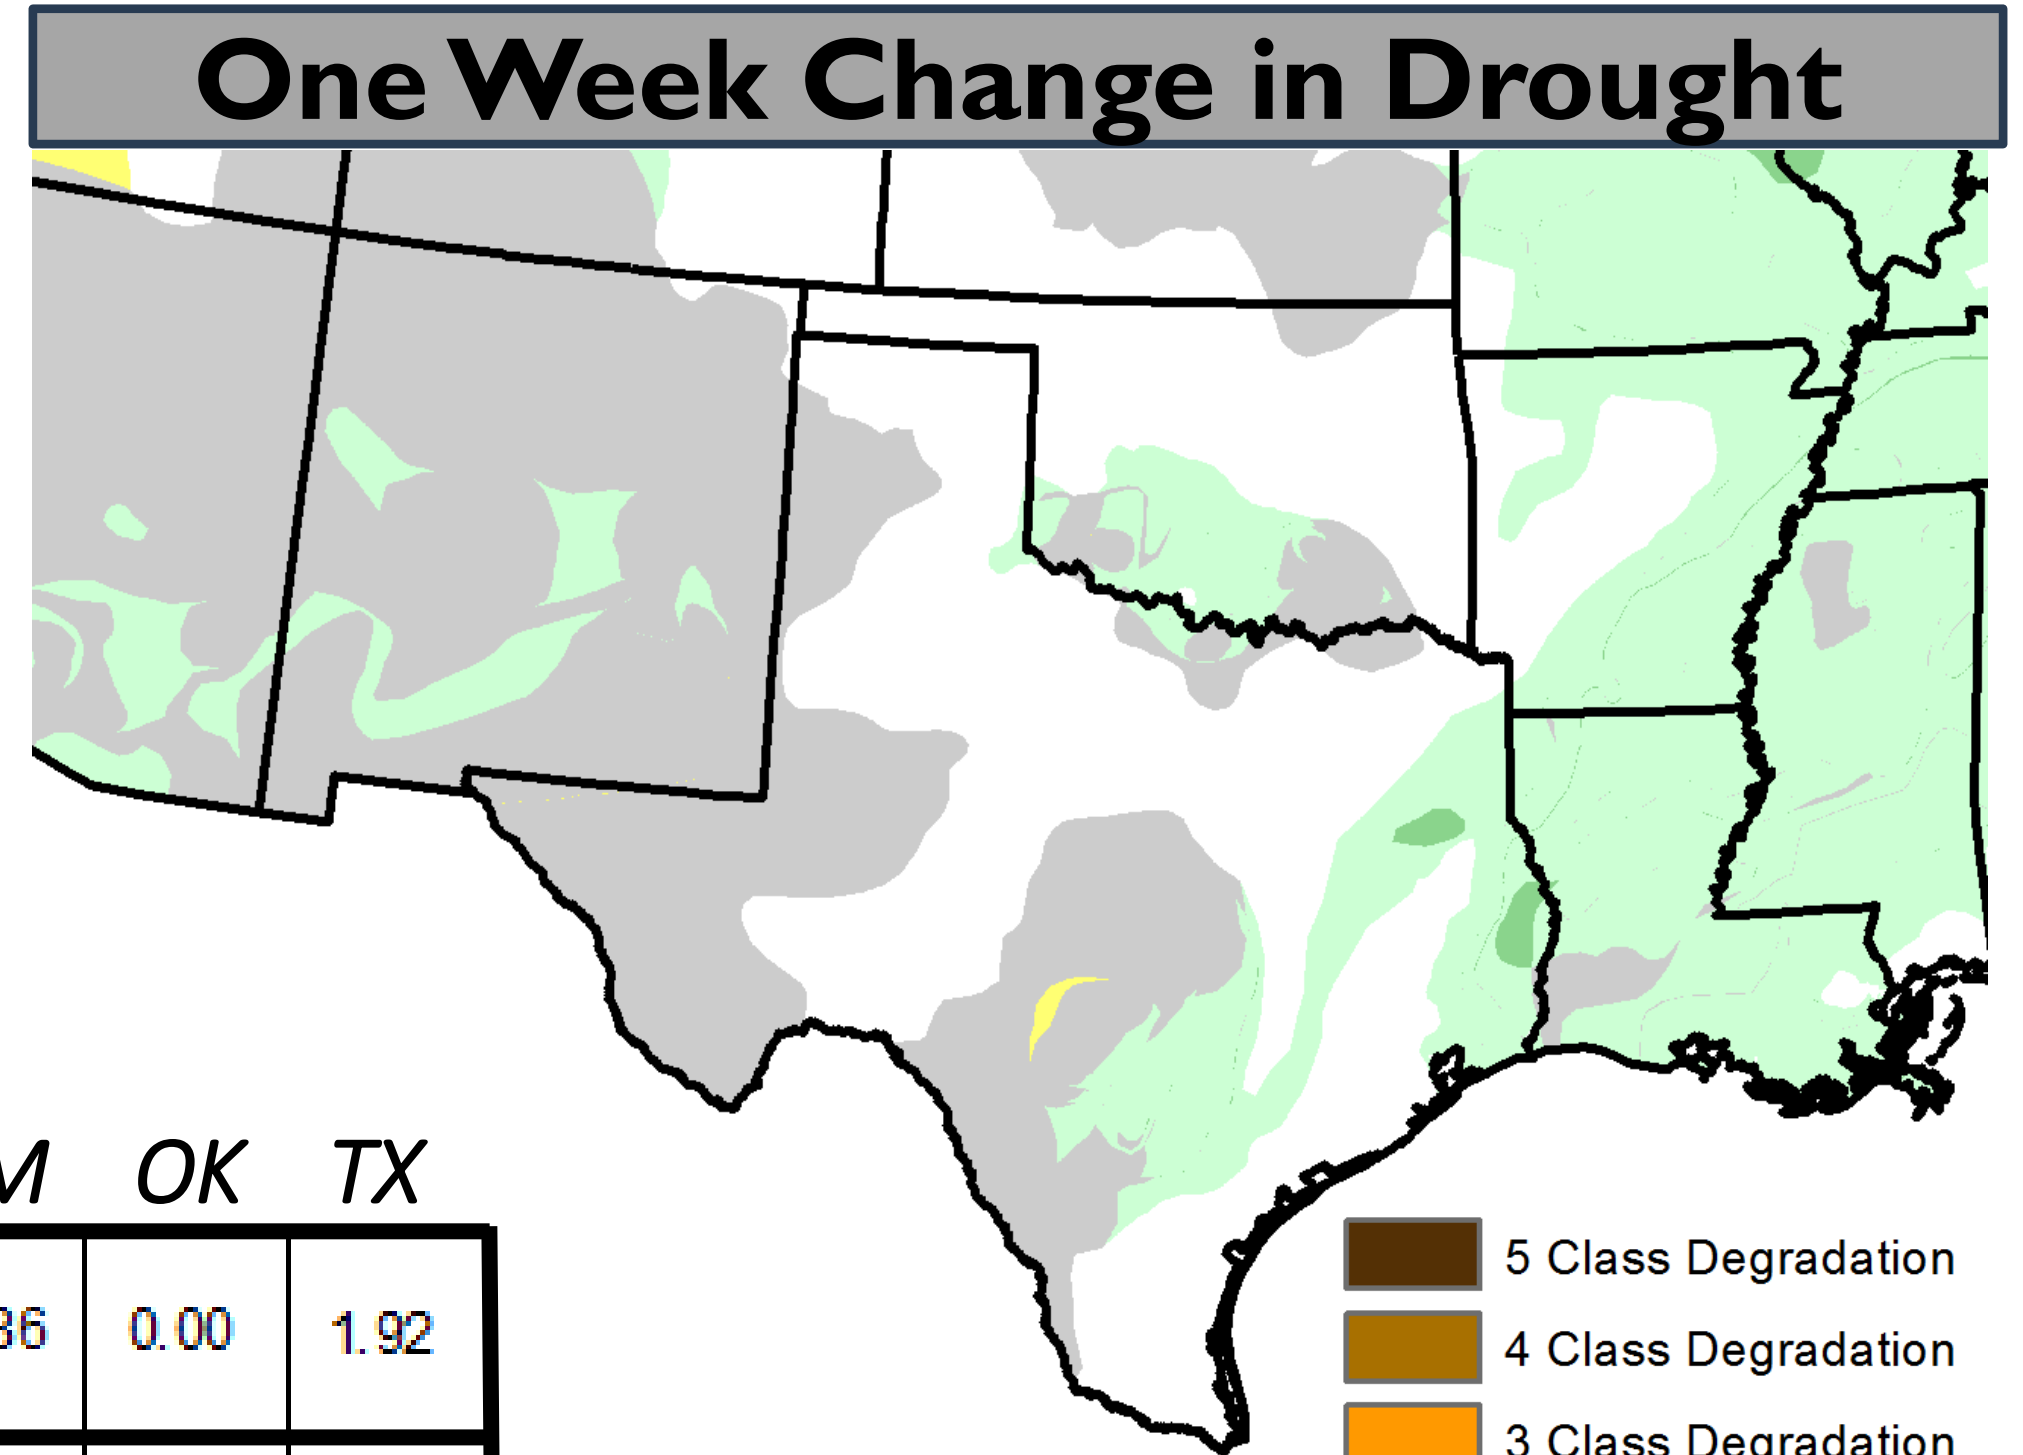 One Week Change in Drought
M OK TX
36 0.00 1.92
5 Class Degradation
4 Class Degradation
3 Class Degradation